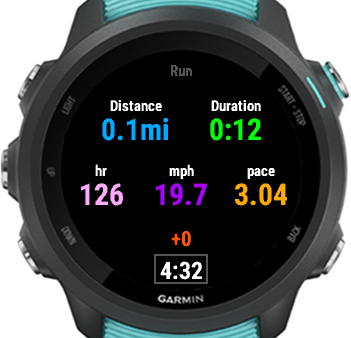 Run
Distance Duration
0.1mi 0:12
hr mph pace
126 19.7 3.04
+0
4:32
GARMIN
LIGHT
START • STOP
UP
DOWN
BACK